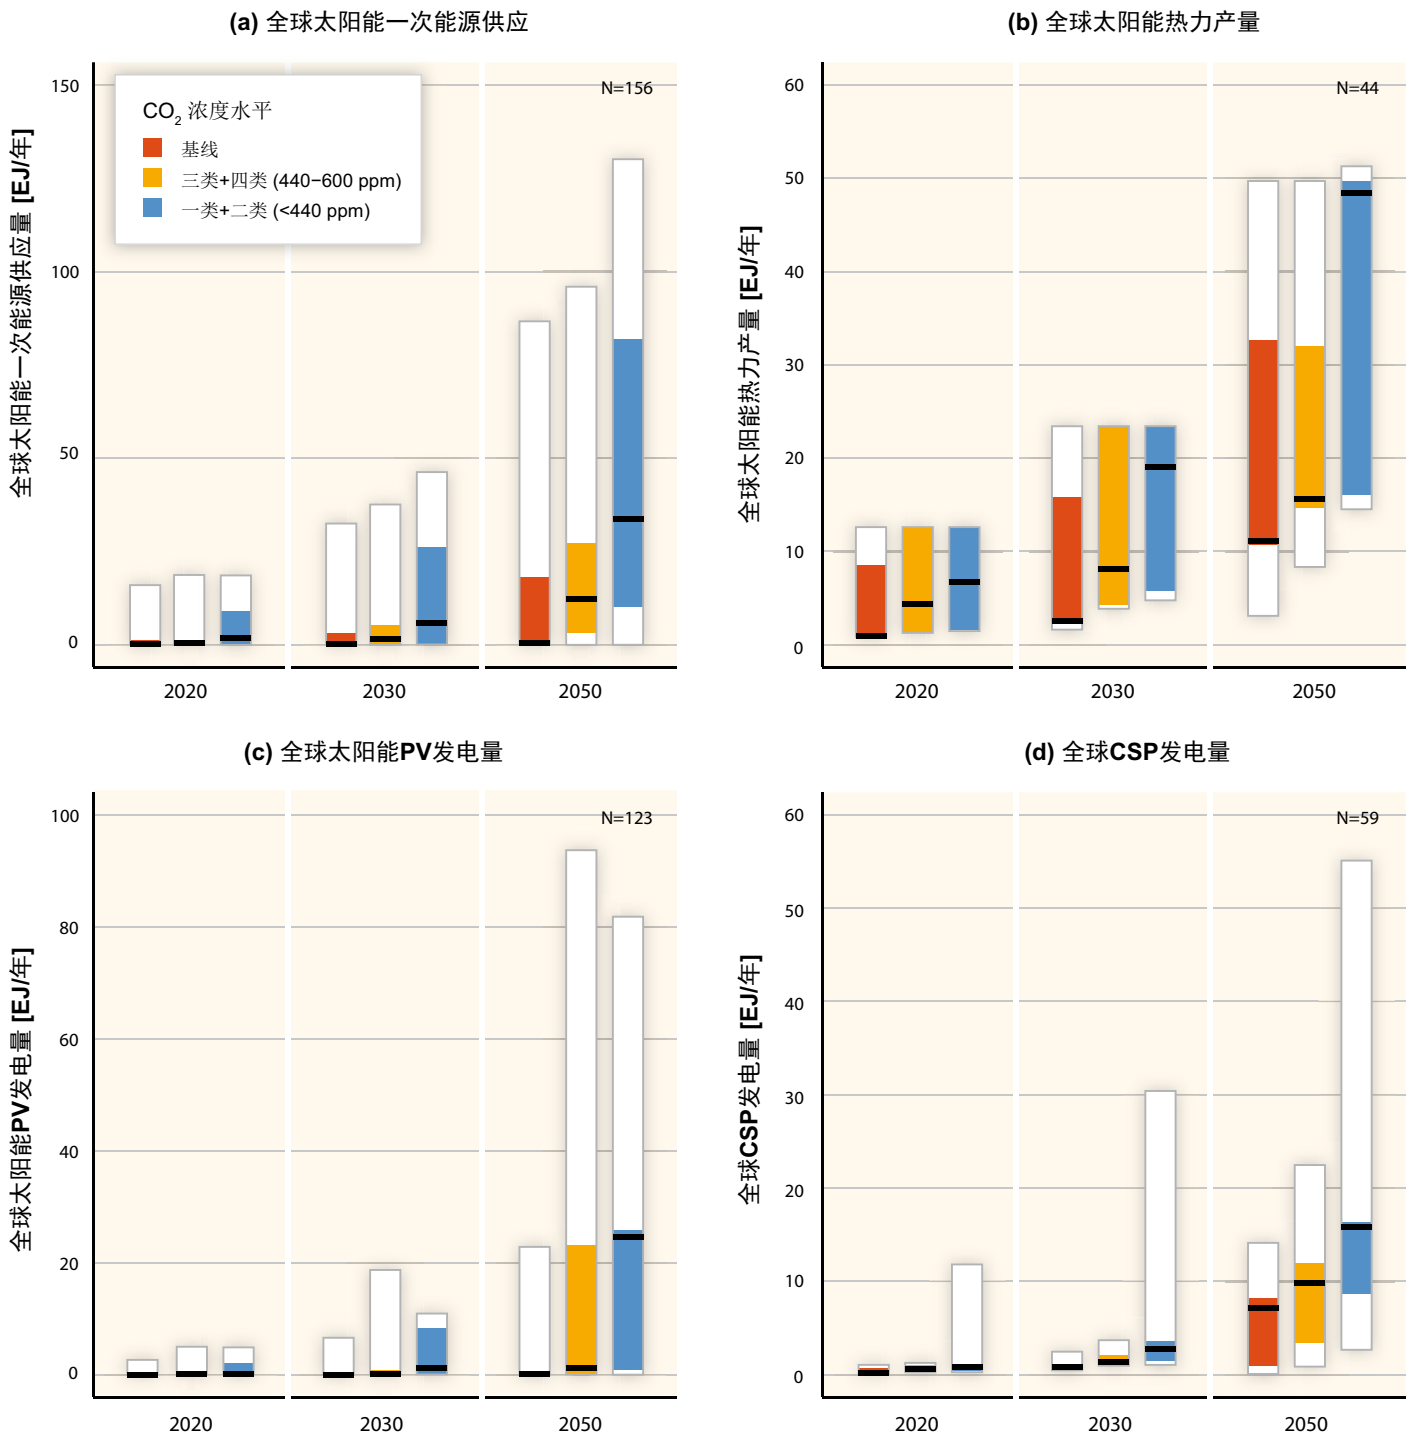 (a) 全球太阳能一次能源供应
全球太阳能一次能源供应量 [EJ/年]
150
100
50
0
N=156
CO2 浓度水平
基线
三类+四类 (440–600 ppm)
一类+二类 (<440 ppm)
2020
2030
2050
(b) 全球太阳能热力产量
全球太阳能热力产量 [EJ/年]
60
50
40
30
20
10
0
N=44
2020
2030
2050
(c) 全球太阳能PV发电量
全球太阳能PV发电量 [EJ/年]
100
80
60
40
20
0
N=123
2020
2030
2050
(d) 全球CSP发电量
全球CSP发电量 [EJ/年]
60
50
40
30
20
10
0
N=59
2020
2030
2050